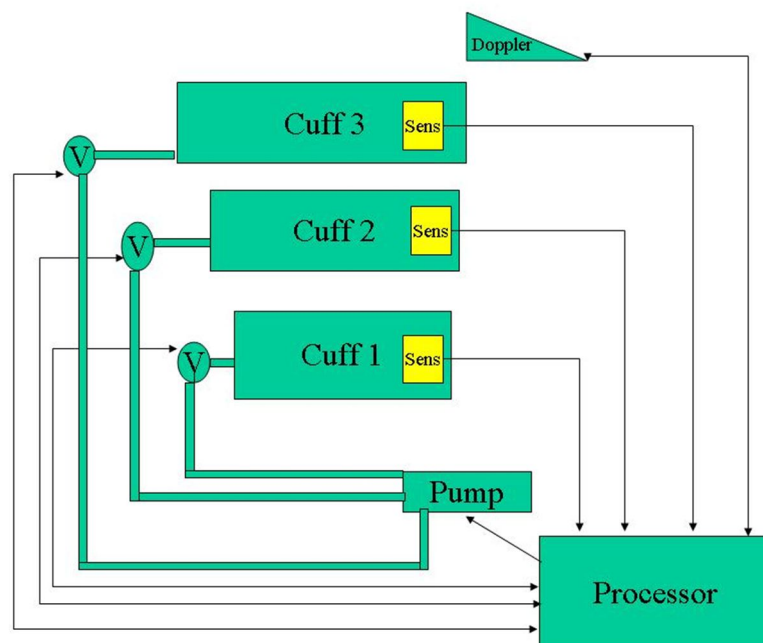 Doppler
Cuff 3
Sens
V
Cuff 2
Sens
V
Cuff 1
Sens
V
Pump
Processor